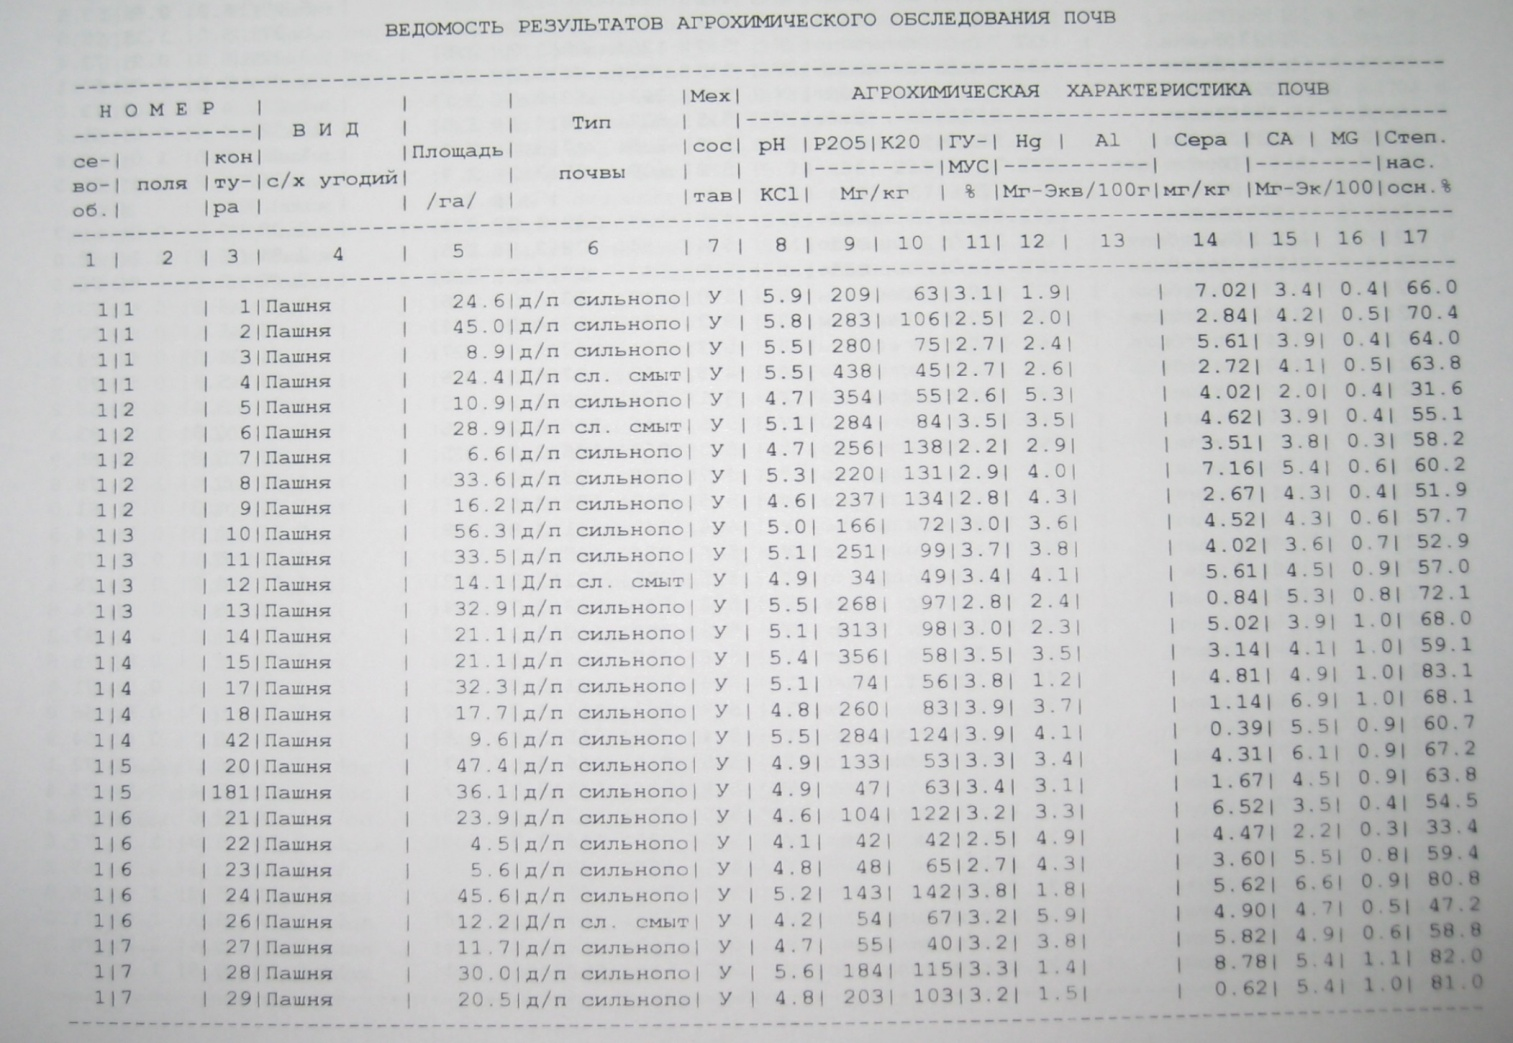 ВЕДОМОСТЬ РЕЗУЛЬТАТОВ АГРОХИМИЧЕСКОГО ОБСЛЕДОВАНИЯ ПОЧВ
Н О М Е Р | | | |Мех| АГРОХИМИЧЕСКАЯ ХАРАКТЕРИСТИКА ПОЧВ
-------------| В И Д | | Тип | |--------------------------------------------------
се-| |кон| |Площадь| |сос| pH |P2O5|K20 |ГУ-| Hg | Al | Сера | CA | MG |Степ.
во-| поля |ту-|с/х угодий| | почвы | | |---------|МУС|-----------| |---------|нас.
об.| |ра | | /га/ | |тав| KCl| Мг/кг | % |Мг-Экв/100г|мг/кг |Мг-Эк/100|осн.%
1 | 2 | 3 | 4 | 5 | 6 | 7 | 8 | 9 | 10 | 11| 12 | 13 | 14 | 15 | 16 | 17
1|1 | 1|Пашня | 24.6|д/п сильнопо| У | 5.9| 209| 63|3.1| 1.9| | 7.02| 3.4| 0.4| 66.0
1|1 | 2|Пашня | 45.0|д/п сильнопо| У | 5.8| 283| 106|2.5| 2.0| | 2.84| 4.2| 0.5| 70.4
1|1 | 3|Пашня | 8.9|д/п сильнопо| У | 5.5| 280| 75|2.7| 2.4| | 5.61| 3.9| 0.4| 64.0
1|1 | 4|Пашня | 24.4|Д/п сл. смыт| У | 5.5| 438| 45|2.7| 2.6| | 2.72| 4.1| 0.5| 63.8
1|2 | 5|Пашня | 10.9|д/п сильнопо| У | 4.7| 354| 55|2.6| 5.3| | 4.02| 2.0| 0.4| 31.6
1|2 | 6|Пашня | 28.9|Д/п сл. смыт| У | 5.1| 284| 84|3.5| 3.5| | 4.62| 3.9| 0.4| 55.1
1|2 | 7|Пашня | 6.6|д/п сильнопо| У | 4.7| 256| 138|2.2| 2.9| | 3.51| 3.8| 0.3| 58.2
1|2 | 8|Пашня | 33.6|д/п сильнопо| У | 5.3| 220| 131|2.9| 4.0| | 7.16| 5.4| 0.6| 60.2
1|2 | 9|Пашня | 16.2|д/п сильнопо| У | 4.6| 237| 134|2.8| 4.3| | 2.67| 4.3| 0.4| 51.9
1|3 | 10|Пашня | 56.3|д/п сильнопо| У | 5.0| 166| 72|3.0| 3.6| | 4.52| 4.3| 0.6| 57.7
1|3 | 11|Пашня | 33.5|д/п сильнопо| У | 5.1| 251| 99|3.7| 3.8| | 4.02| 3.6| 0.7| 52.9
1|3 | 12|Пашня | 14.1|Д/п сл. смыт| У | 4.9| 34| 49|3.4| 4.1| | 5.61| 4.5| 0.9| 57.0
1|3 | 13|Пашня | 32.9|д/п сильнопо| У | 5.5| 268| 97|2.8| 2.4| | 0.84| 5.3| 0.8| 72.1
1|4 | 14|Пашня | 21.1|д/п сильнопо| У | 5.1| 313| 98|3.0| 2.3| | 5.02| 3.9| 1.0| 68.0
1|4 | 15|Пашня | 21.1|д/п сильнопо| У | 5.4| 356| 58|3.5| 3.5| | 3.14| 4.1| 1.0| 59.1
1|4 | 17|Пашня | 32.3|д/п сильнопо| У | 5.1| 74| 56|3.8| 1.2| | 4.81| 4.9| 1.0| 83.1
1|4 | 18|Пашня | 17.7|д/п сильнопо| У | 4.8| 260| 83|3.9| 3.7| | 1.14| 6.9| 1.0| 68.1
1|4 | 42|Пашня | 9.6|д/п сильнопо| У | 5.5| 284| 124|3.9| 4.1| | 0.39| 5.5| 0.9| 60.7
1|5 | 20|Пашня | 47.4|д/п сильнопо| У | 4.9| 133| 53|3.3| 3.4| | 4.31| 6.1| 0.9| 67.2
1|5 |181|Пашня | 36.1|д/п сильнопо| У | 4.9| 47| 63|3.4| 3.1| | 1.67| 4.5| 0.9| 63.8
1|6 | 21|Пашня | 23.9|д/п сильнопо| У | 4.6| 104| 122|3.2| 3.3| | 6.52| 3.5| 0.4| 54.5
1|6 | 22|Пашня | 4.5|д/п сильнопо| У | 4.1| 42| 42|2.5| 4.9| | 4.47| 2.2| 0.3| 33.4
1|6 | 23|Пашня | 5.6|д/п сильнопо| У | 4.8| 48| 65|2.7| 4.3| | 3.60| 5.5| 0.8| 59.4
1|6 | 24|Пашня | 45.6|д/п сильнопо| У | 5.2| 143| 142|3.8| 1.8| | 5.62| 6.6| 0.9| 80.8
1|6 | 26|Пашня | 12.2|Д/п сл. смыт| У | 4.2| 54| 67|3.2| 5.9| | 4.90| 4.7| 0.5| 47.2
1|7 | 27|Пашня | 11.7|д/п сильнопо| У | 4.7| 55| 40|3.2| 3.8| | 5.82| 4.9| 0.6| 58.8
1|7 | 28|Пашня | 30.0|д/п сильнопо| У | 5.6| 184| 115|3.3| 1.4| | 8.78| 5.4| 1.1| 82.0
1|7 | 29|Пашня | 20.5|д/п сильнопо| У | 4.8| 203| 103|3.2| 1.5| | 0.62| 5.4| 1.0| 81.0